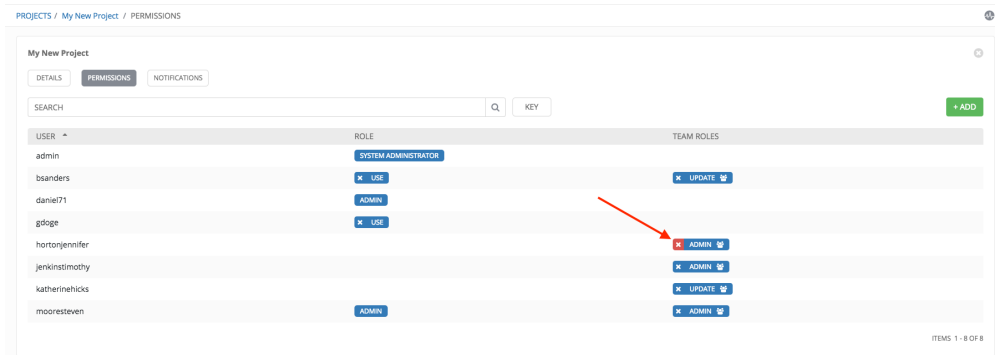 PROJECTS / My New Project / PERMISSIONS
My New Project
DETAILS PERMISSIONS NOTIFICATIONS
SEARCH KEY + ADD
USER ROLE TEAM ROLES
admin SYSTEM ADMINISTRATOR
bsanders × USE × UPDATE
daniel71 ADMIN
gdoge × USE
hortonjennifer × ADMIN
jenkinstimothy × ADMIN
katherinehicks × UPDATE
mooresteven ADMIN × ADMIN
ITEMS 1 - 8 OF 8